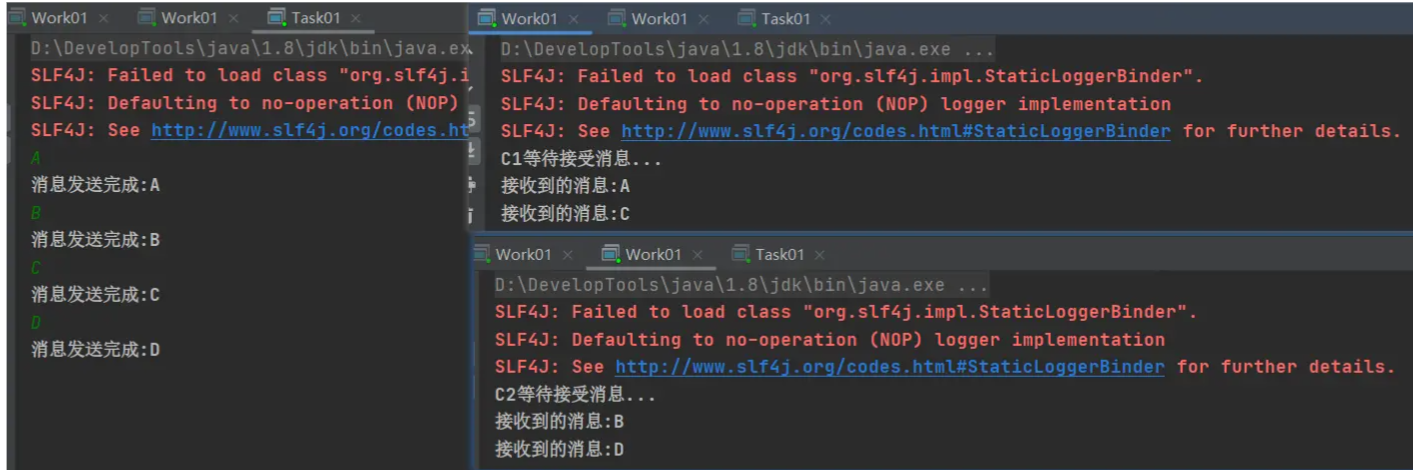 Work01 × Work01 × Task01 ×
D:\DevelopTools\java\1.8\jdk\bin\java.ex
SLF4J: Failed to load class "org.slf4j.i
SLF4J: Defaulting to no-operation (NOP)
SLF4J: See http://www.slf4j.org/codes.ht
A
消息发送完成:A
B
消息发送完成:B
C
消息发送完成:C
D
消息发送完成:D
Work01 × Work01 × Task01 ×
D:\DevelopTools\java\1.8\jdk\bin\java.exe ...
SLF4J: Failed to load class "org.slf4j.impl.StaticLoggerBinder".
SLF4J: Defaulting to no-operation (NOP) logger implementation
SLF4J: See http://www.slf4j.org/codes.html#StaticLoggerBinder for further details.
C1等待接受消息...
接收到的消息:A
接收到的消息:C
Work01 × Work01 × Task01 ×
D:\DevelopTools\java\1.8\jdk\bin\java.exe ...
SLF4J: Failed to load class "org.slf4j.impl.StaticLoggerBinder".
SLF4J: Defaulting to no-operation (NOP) logger implementation
SLF4J: See http://www.slf4j.org/codes.html#StaticLoggerBinder for further details.
C2等待接受消息...
接收到的消息:B
接收到的消息:D